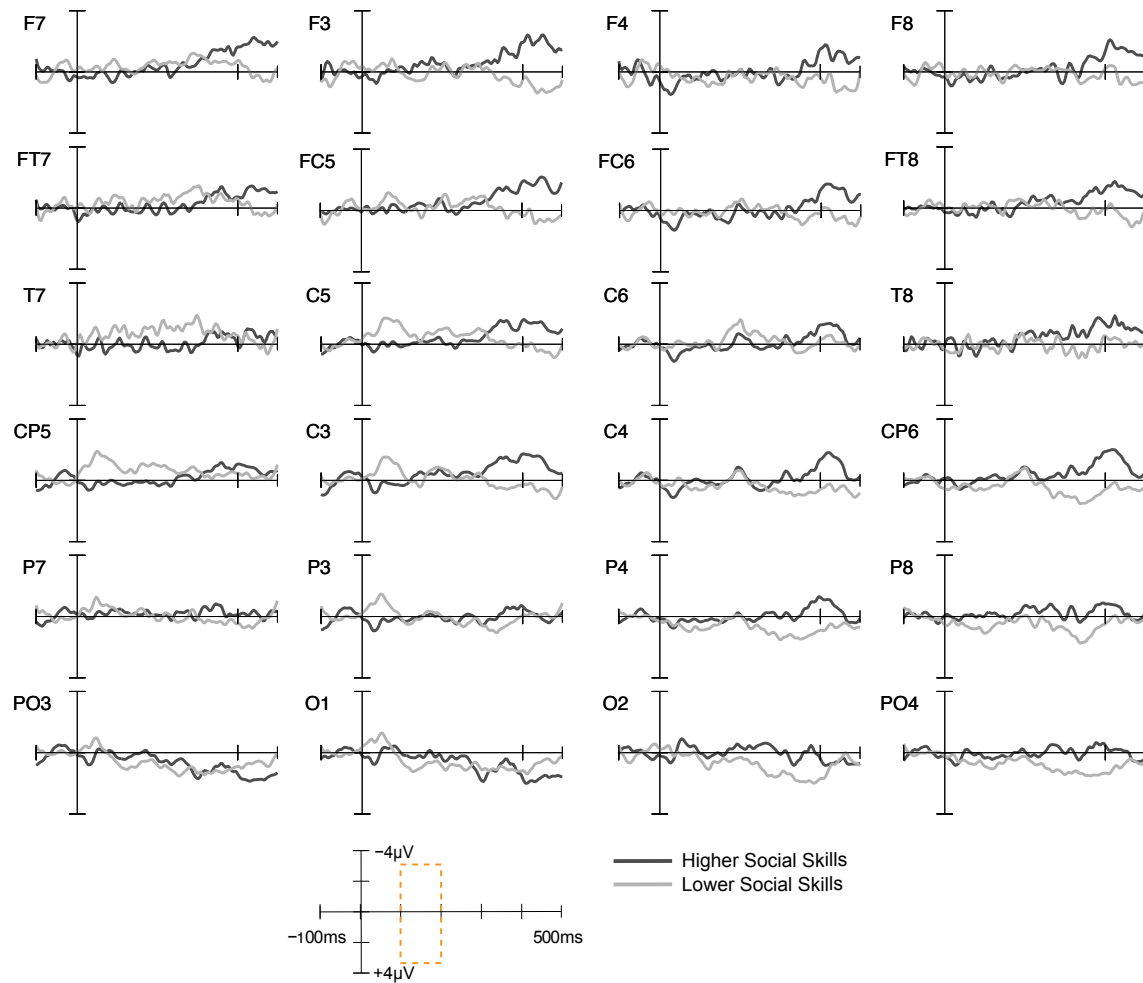 F7 F3 F4 F8
FT7 FC5 FC6 FT8
T7 C5 C6 T8
CP5 C3 C4 CP6
P7 P3 P4 P8
PO3 O1 O2 PO4
−4µV
−100ms 500ms
+4µV
Higher Social Skills
Lower Social Skills